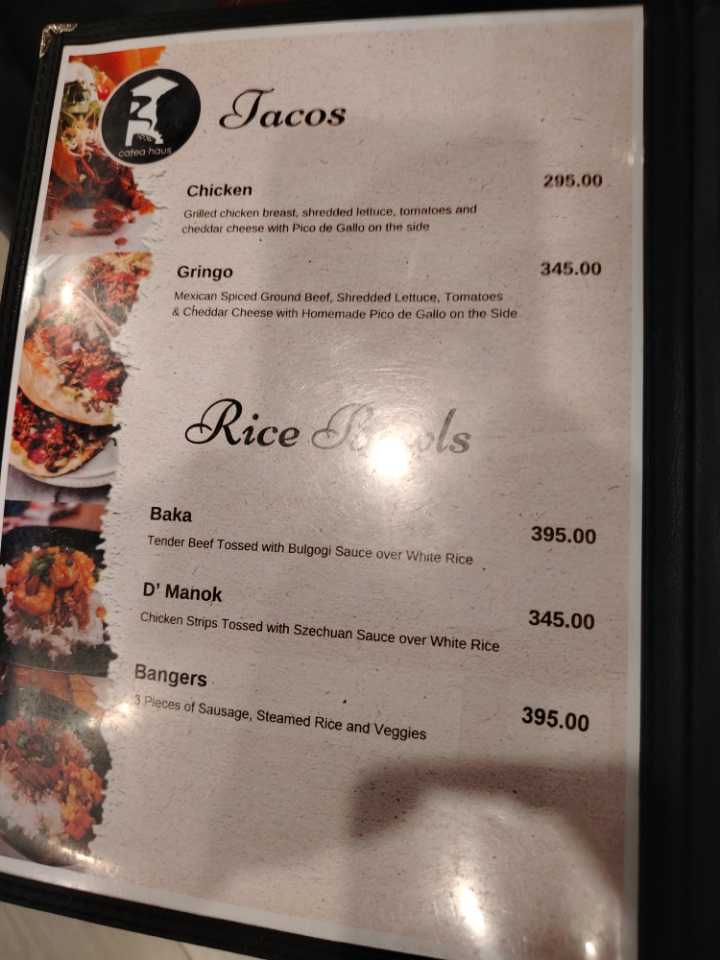 cafea haus
Tacos
Chicken 295.00
Grilled chicken breast, shredded lettuce, tomatoes and
cheddar cheese with Pico de Gallo on the side
Gringo 345.00
Mexican Spiced Ground Beef, Shredded Lettuce, Tomatoes
& Cheddar Cheese with Homemade Pico de Gallo on the Side
Rice Bowls
Baka 395.00
Tender Beef Tossed with Bulgogi Sauce over White Rice
D' Manok 345.00
Chicken Strips Tossed with Szechuan Sauce over White Rice
Bangers 395.00
3 Pieces of Sausage, Steamed Rice and Veggies